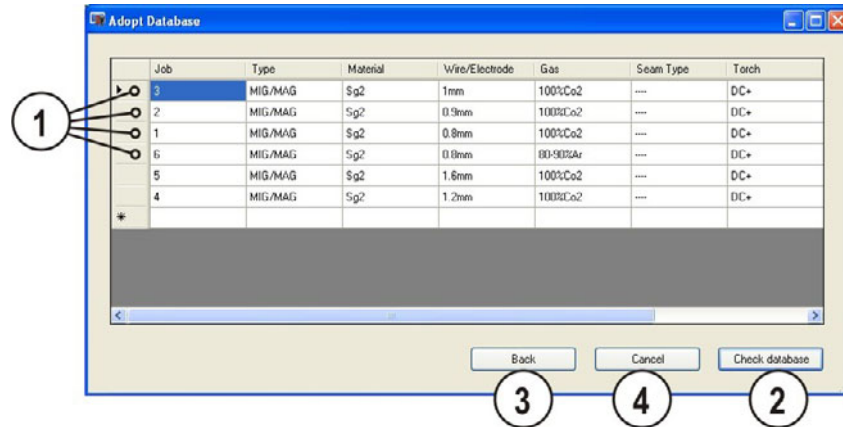 Adopt Database
Job Type Material Wire/Electrode Gas Seam Type Torch
3 MIG/MAG Sg2 1mm 100%Co2 ---- DC+
2 MIG/MAG Sg2 0.9mm 100%Co2 ---- DC+
1 MIG/MAG Sg2 0.8mm 100%Co2 ---- DC+
6 MIG/MAG Sg2 0.8mm 80-90%Ar ---- DC+
5 MIG/MAG Sg2 1.6mm 100%Co2 ---- DC+
4 MIG/MAG Sg2 1.2mm 100%Co2 ---- DC+
*
1
Back Cancel Check database
3 4 2